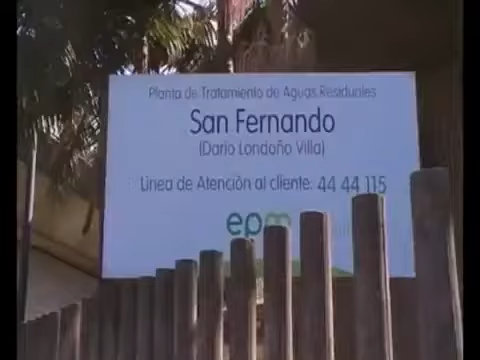 Planta de Tratamiento de Aguas Residuales
San Fernando
(Darío Londoño Villa)
Línea de Atención al cliente: 44 44 115
epm